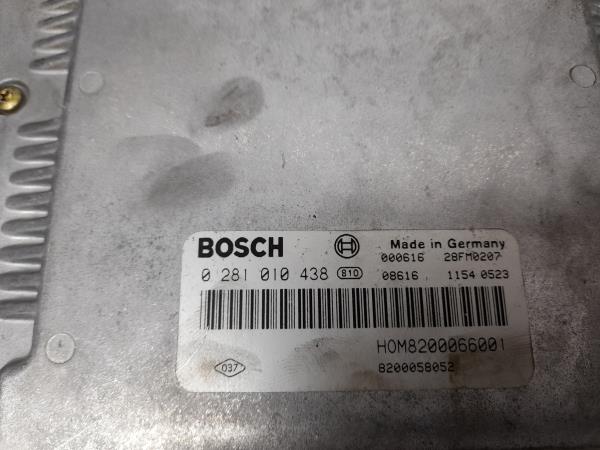 BOSCH
Made in Germany
000616 28FM0207
0 281 010 438 810 08616 1154 0523
HOM8200066001
037 8200058052